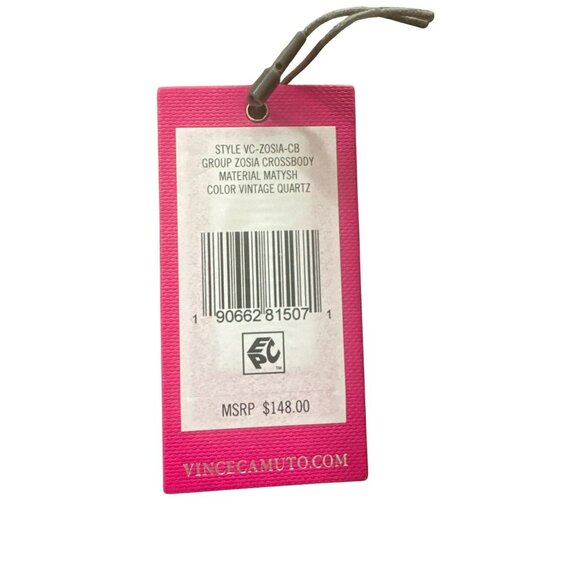 STYLE VC-ZOSIA-CB
GROUP ZOSIA CROSSBODY
MATERIAL MATYSH
COLOR VINTAGE QUARTZ
1 90662 81507 1
EPC
™
MSRP $148.00
VINCECAMUTO.COM